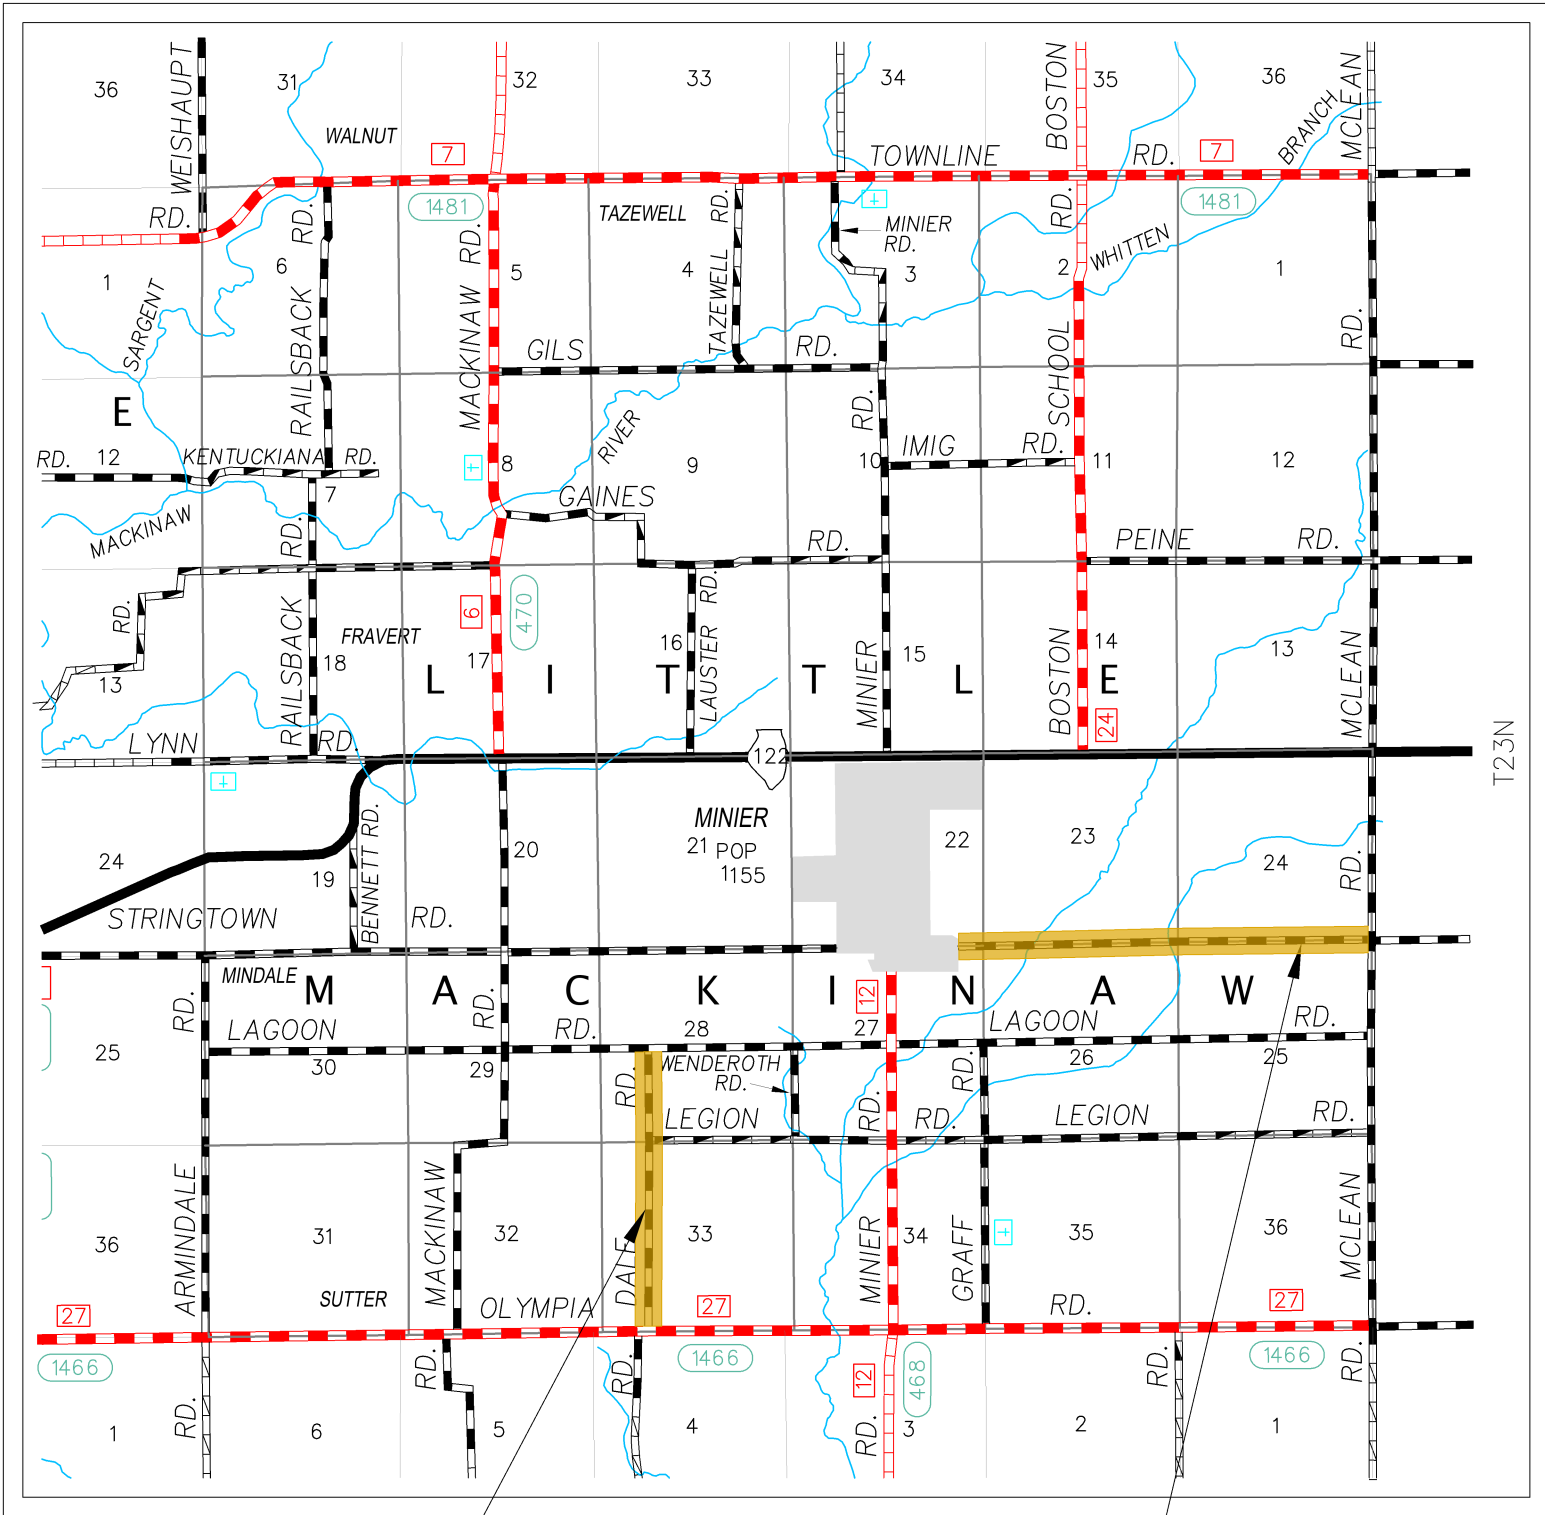 36
WEISHAUPT
31
32
33
34
BOSTON
35
36
MCLEAN
WALNUT
7
TOWNLINE
RD.
7
BRANCH
RD.
RD.
1481
RD.
TAZEWELL
RD.
MINIER
RD.
RD.
1481
WHITTEN
1
SARGENT
6
RAILSBACK
MACKINAW
5
4
TAZEWELL
3
2
1
GILS
RD.
RD.
SCHOOL
E
RIVER
RD.
RD.
12
KENTUCKIANA
RD.
8
9
10
IMIG
RD.
11
12
7
GAINES
MACKINAW
RD.
RD.
PEINE
RD.
RD.
RAILSBACK
6
470
LAUSTER
RD.
FRAVERT
18
17
16
MINIER
15
BOSTON
14
13
MCLEAN
13
L I T T L E
24
LYNN
RD.
122
T23N
MINIER
21
POP
1155
20
22
23
24
RD.
24
19
BENNETT RD.
STRINGTOWN
RD.
MINDALE
M A C K I N A W
RD.
RD.
12
LAGOON
RD.
28
27
LAGOON
RD.
25
30
29
RD.
WENDEROTH
RD.
RD.
RD.
26
25
LEGION
RD.
LEGION
RD.
ARMINDALE
MACKINAW
36
31
32
DALE
33
MINIER
34
GRAFF
35
36
MCLEAN
SUTTER
27
OLYMPIA
27
RD.
27
1466
RD.
RD.
1466
12
468
RD.
1466
RD.
1
RD.
6
5
4
RD.
3
2
1